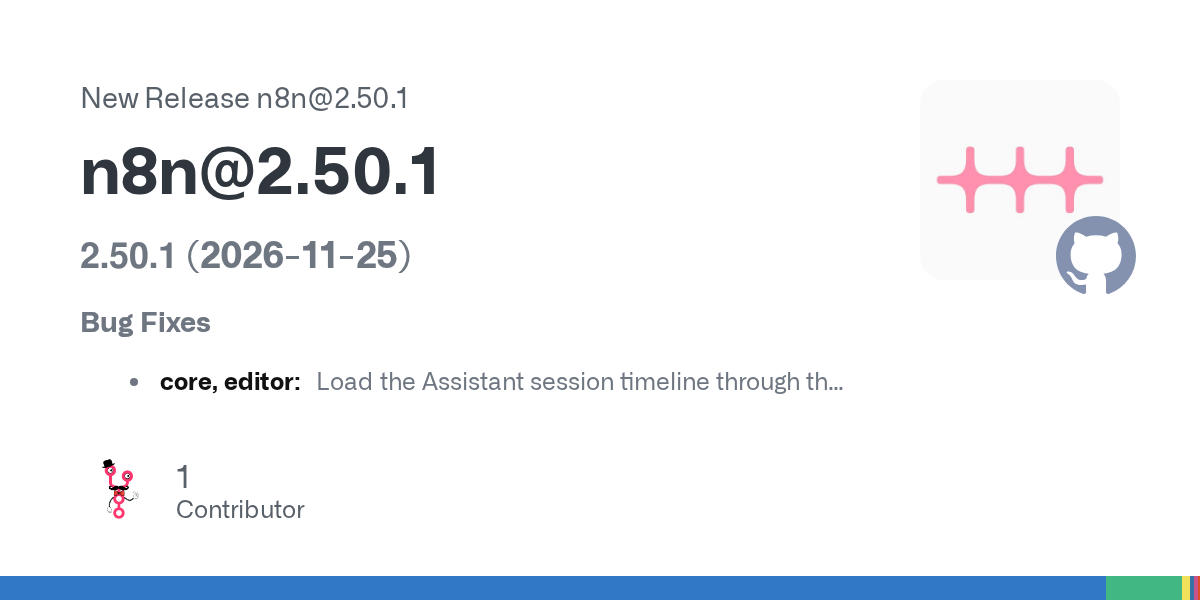 New Release n8n@2.50.1
n8n@2.50.1
2.50.1 (2026-11-25)
Bug Fixes
• core, editor: Load the Assistant session timeline through th...
1
Contributor